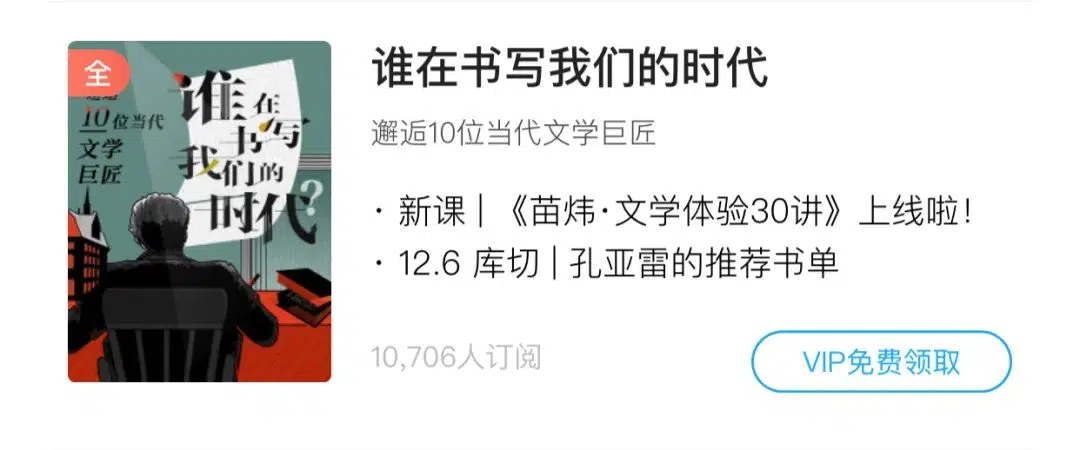 全
邂逅
10位当代
文学
巨匠
谁在
书写
我们的
时代?
谁在书写我们的时代
邂逅10位当代文学巨匠
· 新课 | 《苗炜·文学体验30讲》上线啦!
· 12.6 库切 | 孔亚雷的推荐书单
10,706人订阅
VIP免费领取